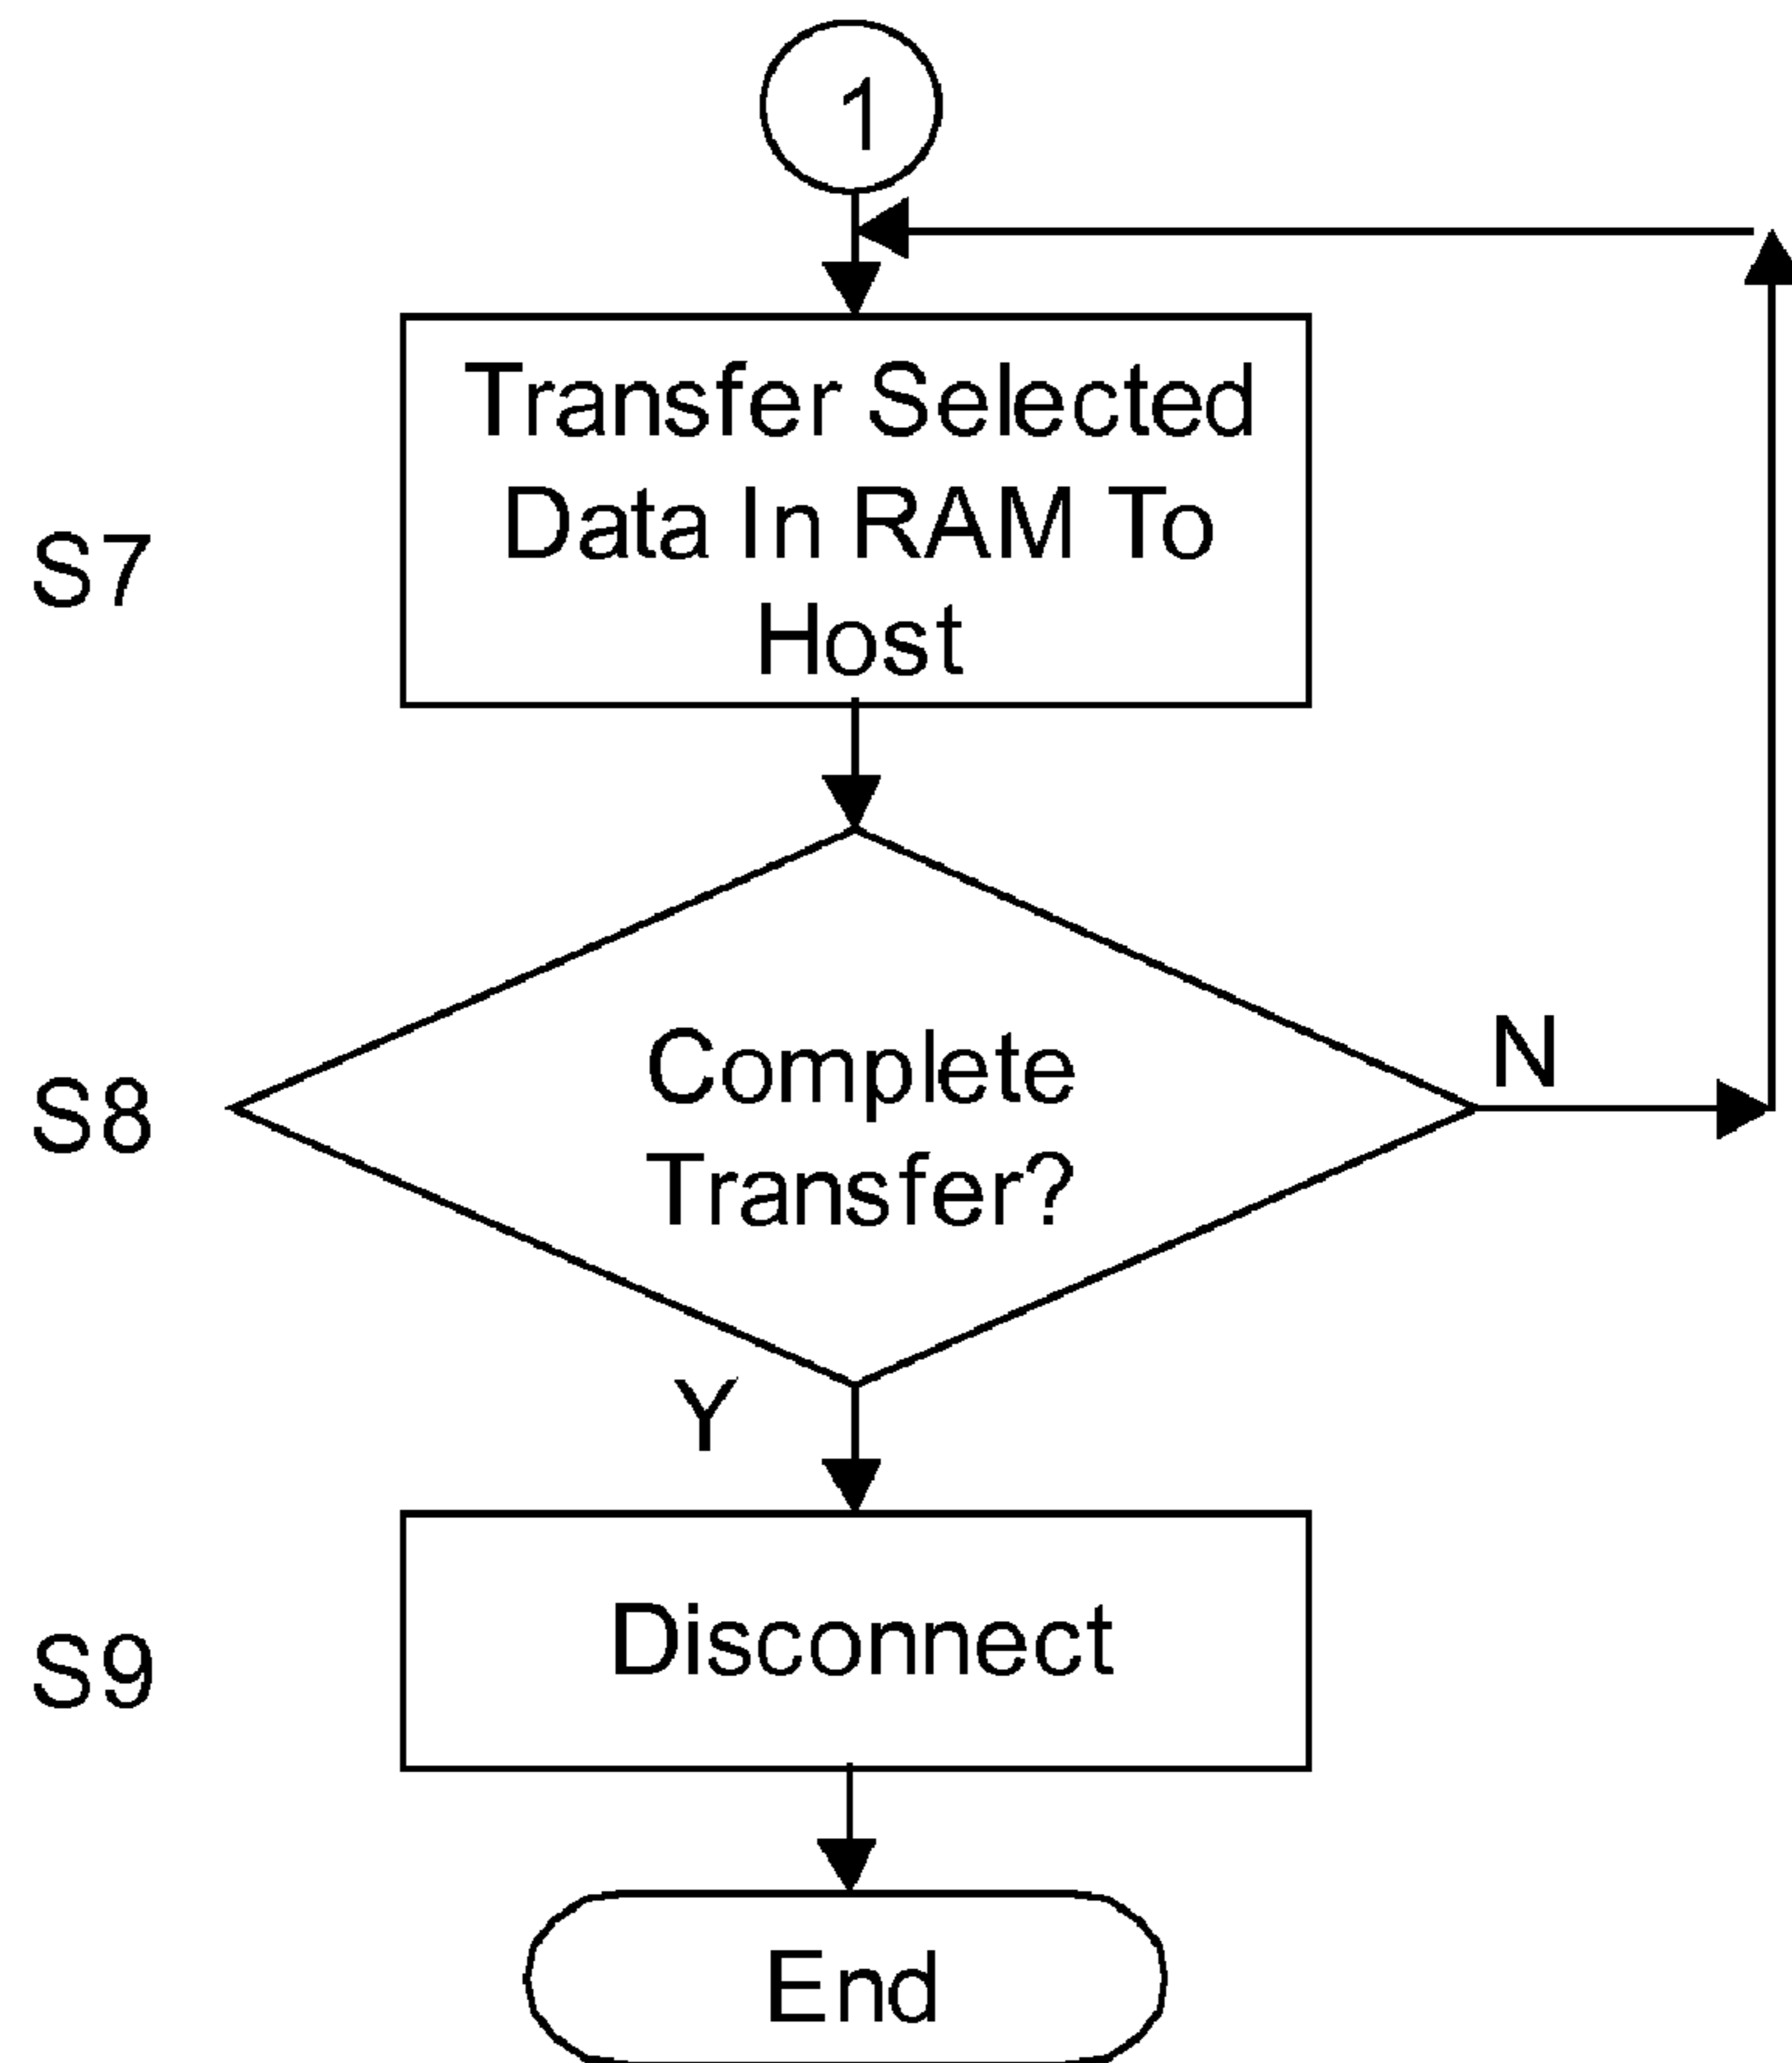 1
Transfer Selected
Data In RAM To
Host
S7
Complete
Transfer?
N
S8
Y
Disconnect
S9
End